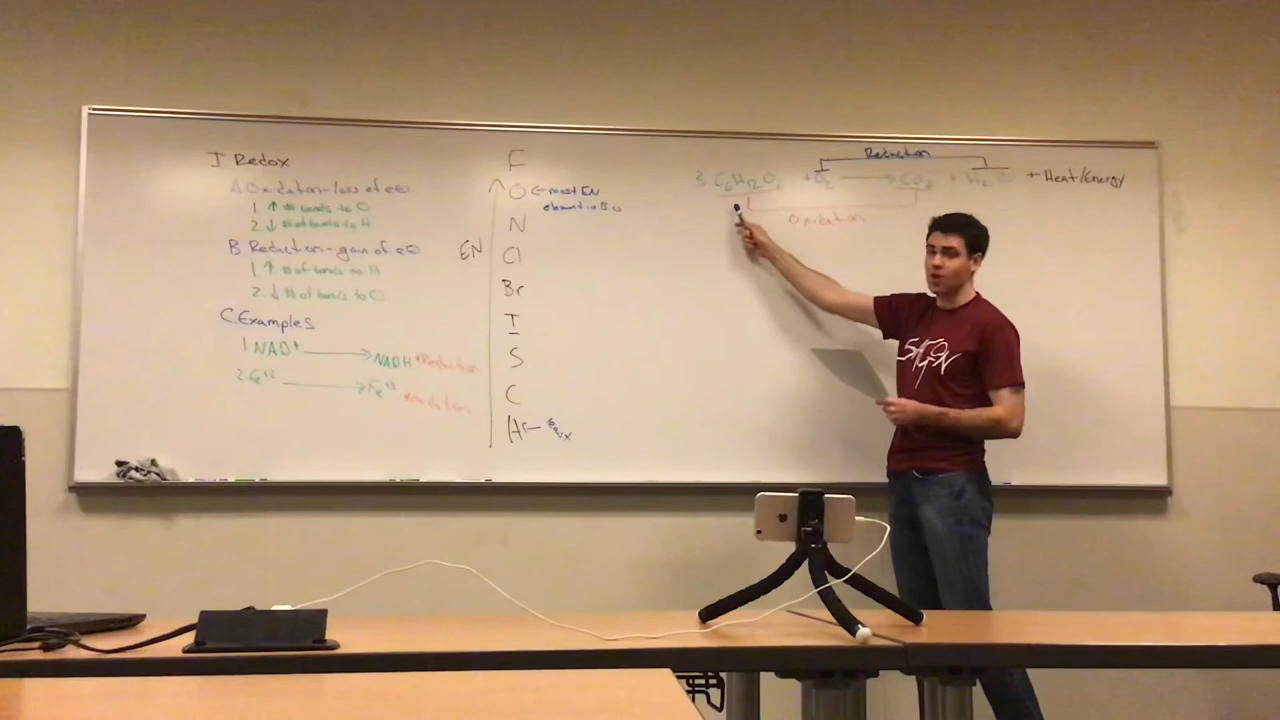 I Redox
A. Oxidation-loss of e⊖
1. ↑ # bonds to O
2. ↓ # of bonds to H
B. Reduction-gain of e⊖
1 ↑ # of bonds to H
2. ↓ # of bonds to O
C. Examples
1. NAD+ → NADH *Reduction
2. Fe+2 → Fe+3 *oxidation
EN
F
O ← most EN
element in Bio
N
Cl
Br
I
S
C
H ←
Reduction
3. C6H12O6 + O2 → CO2 + H2O + Heat/Energy
Oxidation